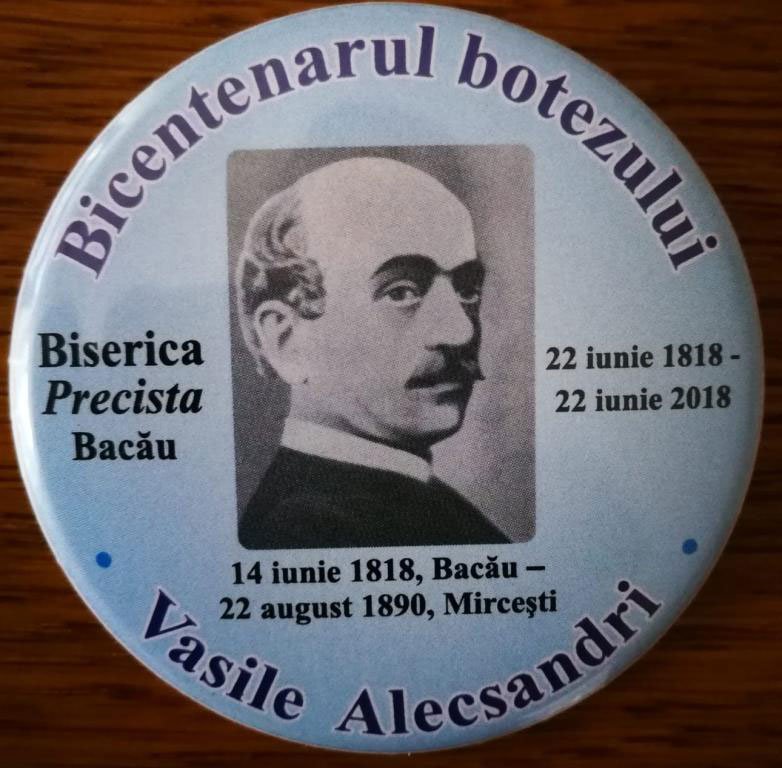 Bicentenarul botezului
Biserica
Precista
Bacău
22 iunie 1818 -
22 iunie 2018
14 iunie 1818, Bacău –
22 august 1890, Mirceşti
• Vasile Alecsandri •